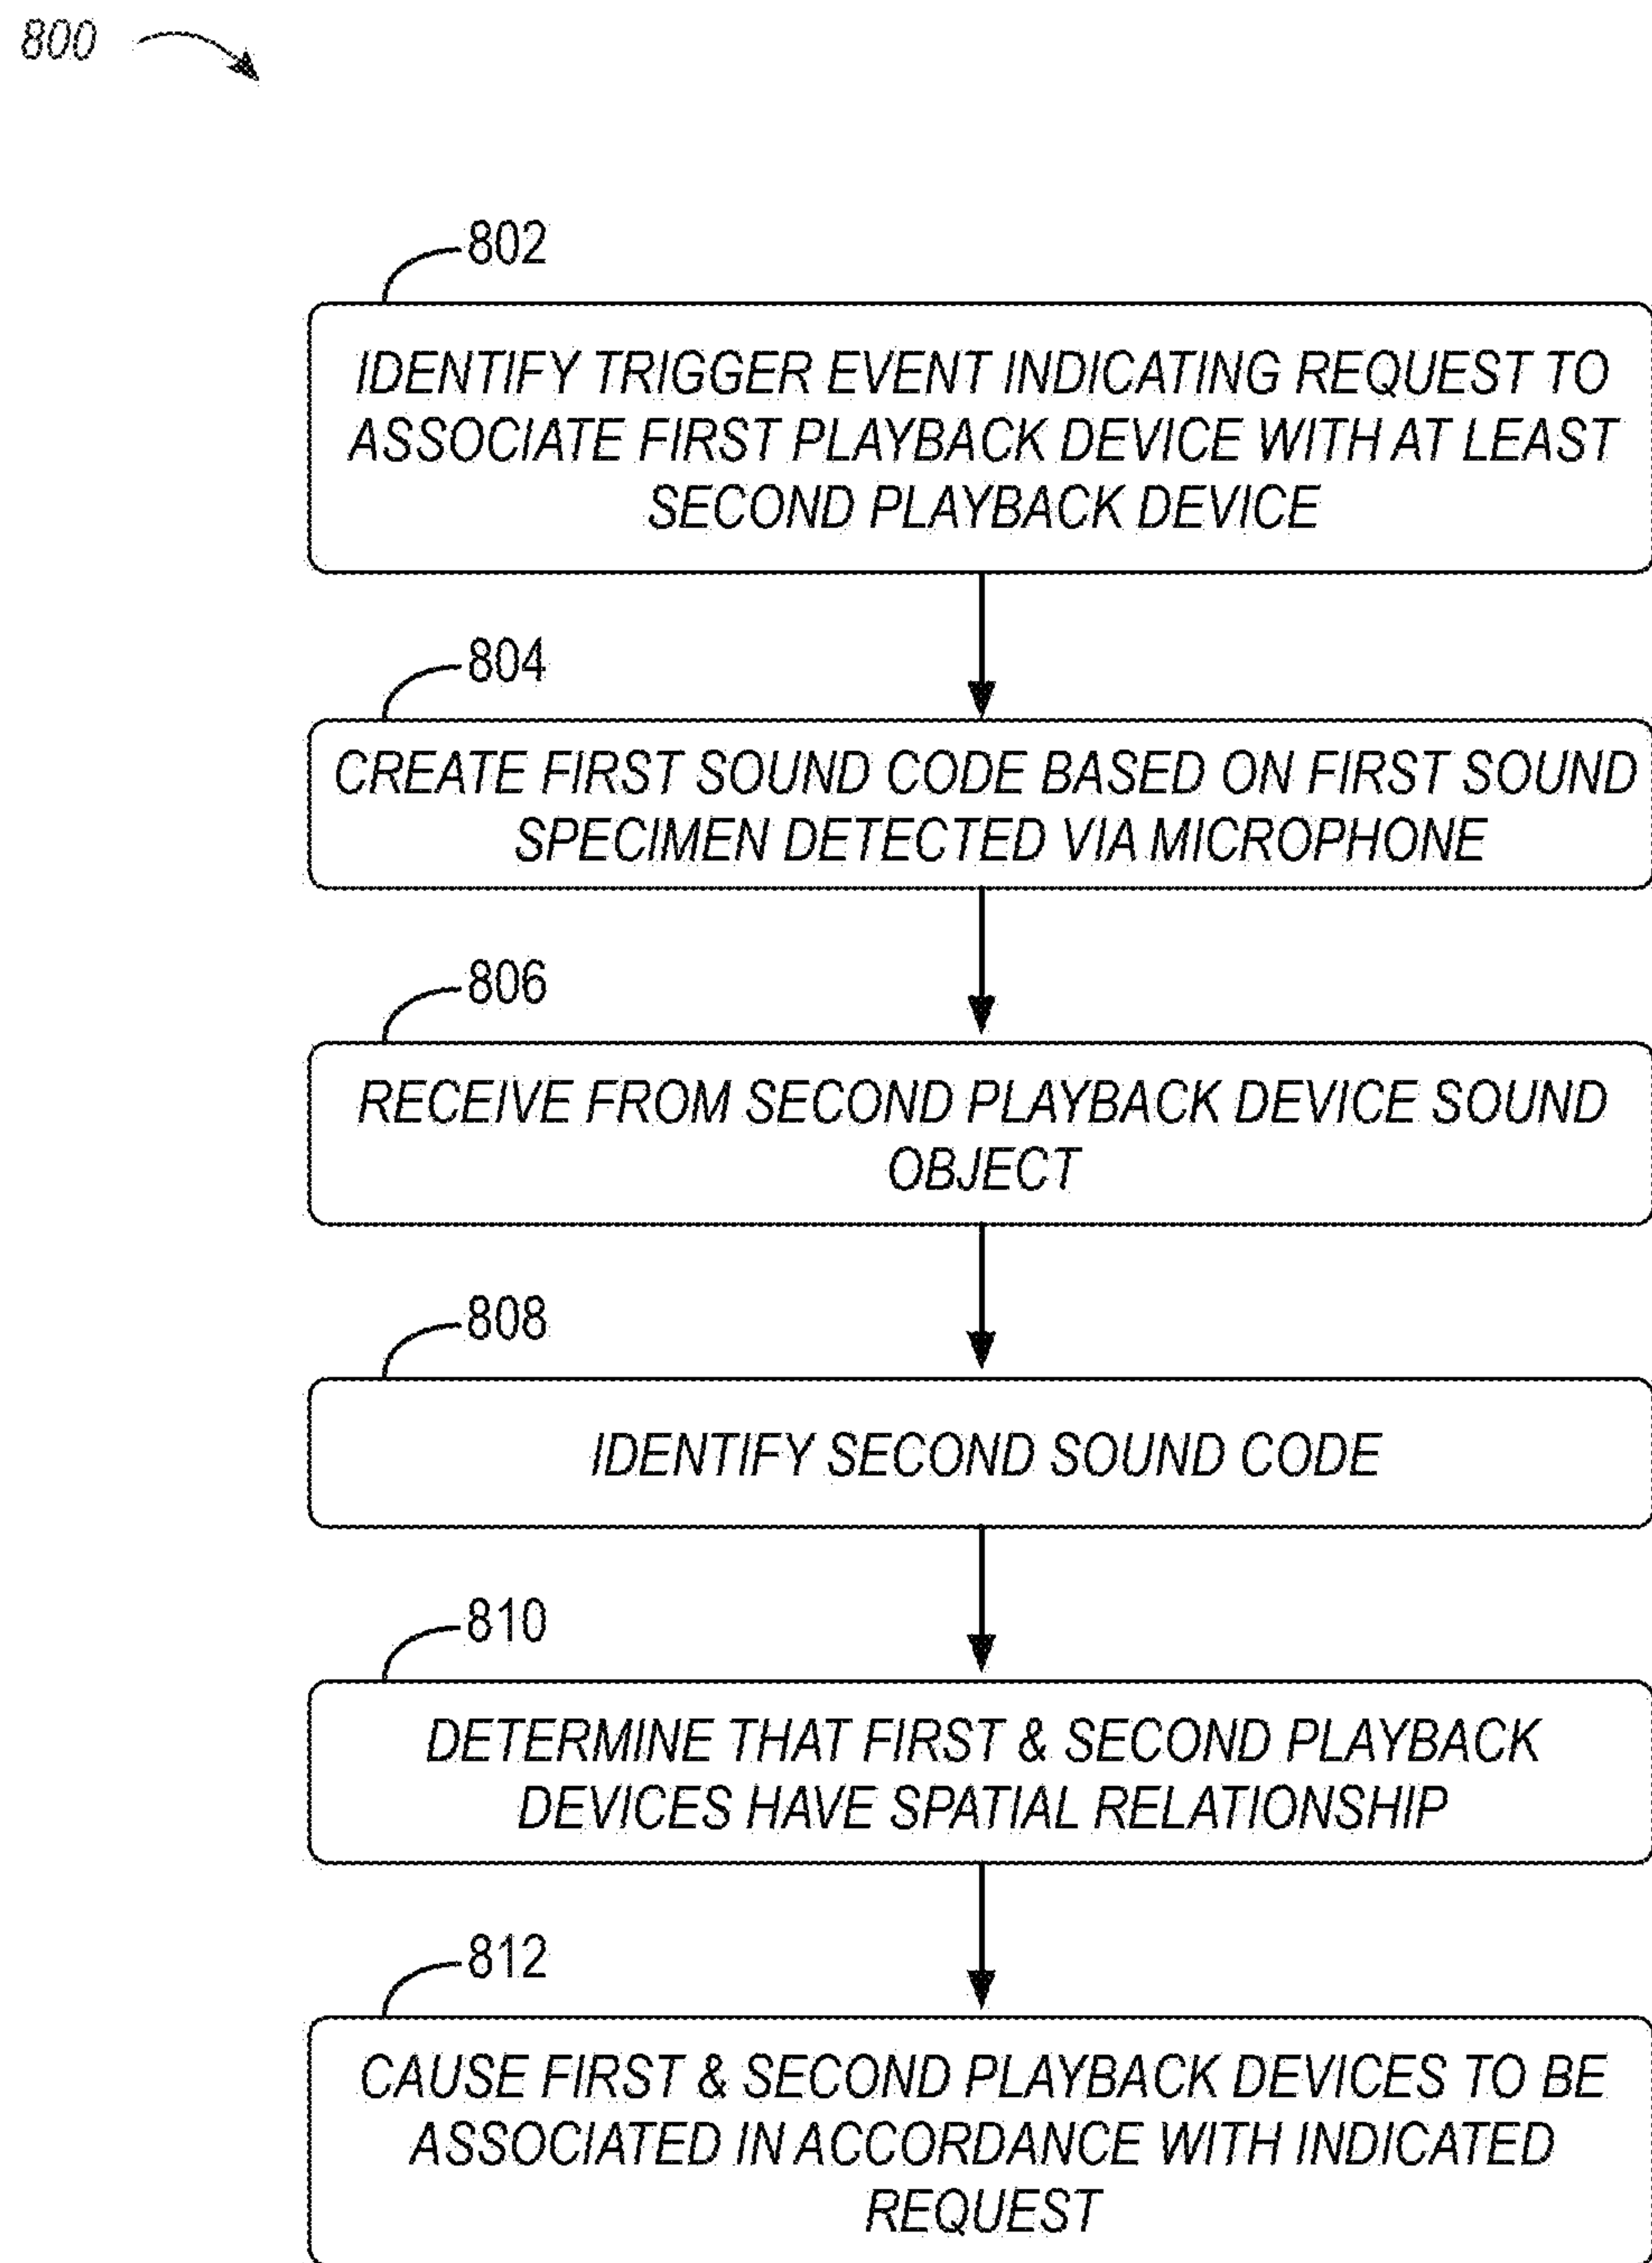 800
802
IDENTIFY TRIGGER EVENT INDICATING REQUEST TO
ASSOCIATE FIRST PLAYBACK DEVICE WITH AT LEAST
SECOND PLAYBACK DEVICE
804
CREATE FIRST SOUND CODE BASED ON FIRST SOUND
SPECIMEN DETECTED VIA MICROPHONE
806
RECEIVE FROM SECOND PLAYBACK DEVICE SOUND
OBJECT
808
IDENTIFY SECOND SOUND CODE
810
DETERMINE THAT FIRST & SECOND PLAYBACK
DEVICES HAVE SPATIAL RELATIONSHIP
812
CAUSE FIRST & SECOND PLAYBACK DEVICES TO BE
ASSOCIATED IN ACCORDANCE WITH INDICATED
REQUEST